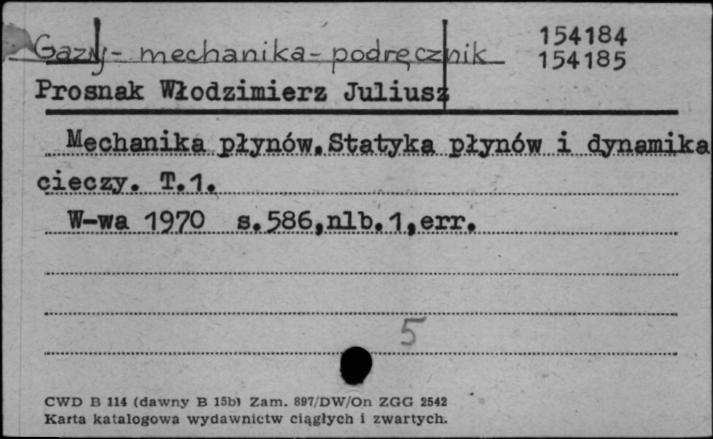 Gazy - mechanika - podręcznik 154184
154185
Prosnak Włodzimierz Juliusz
Mechanika płynów. Statyka płynów i dynamika
cieczy. T.1.
W-wa 1970 s.586,nlb.1,err.
5
CWD B 114 (dawny B 15b) Zam. 897/DW/On ZGG 2542
Karta katalogowa wydawnictw ciągłych i zwartych.